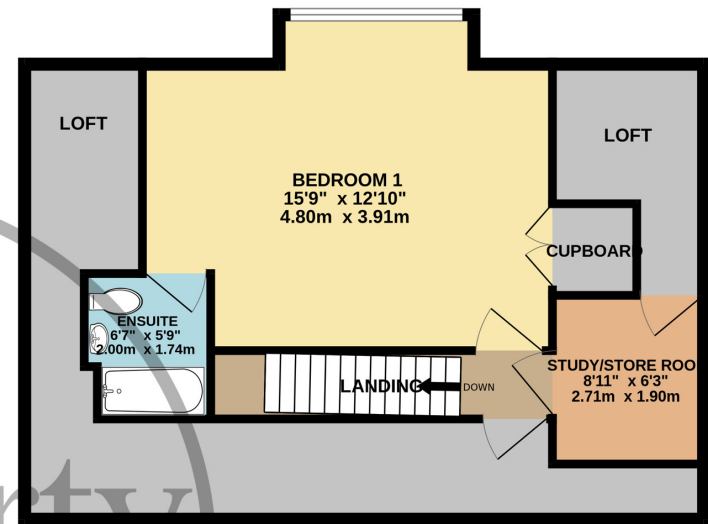 LOFT
LOFT
BEDROOM 1
15'9" x 12'10"
4.80m x 3.91m
CUPBOARD
ENSUITE
6'7" x 5'9"
2.00m x 1.74m
LANDING
DOWN
STUDY/STORE ROO
8'11" x 6'3"
2.71m x 1.90m
rty